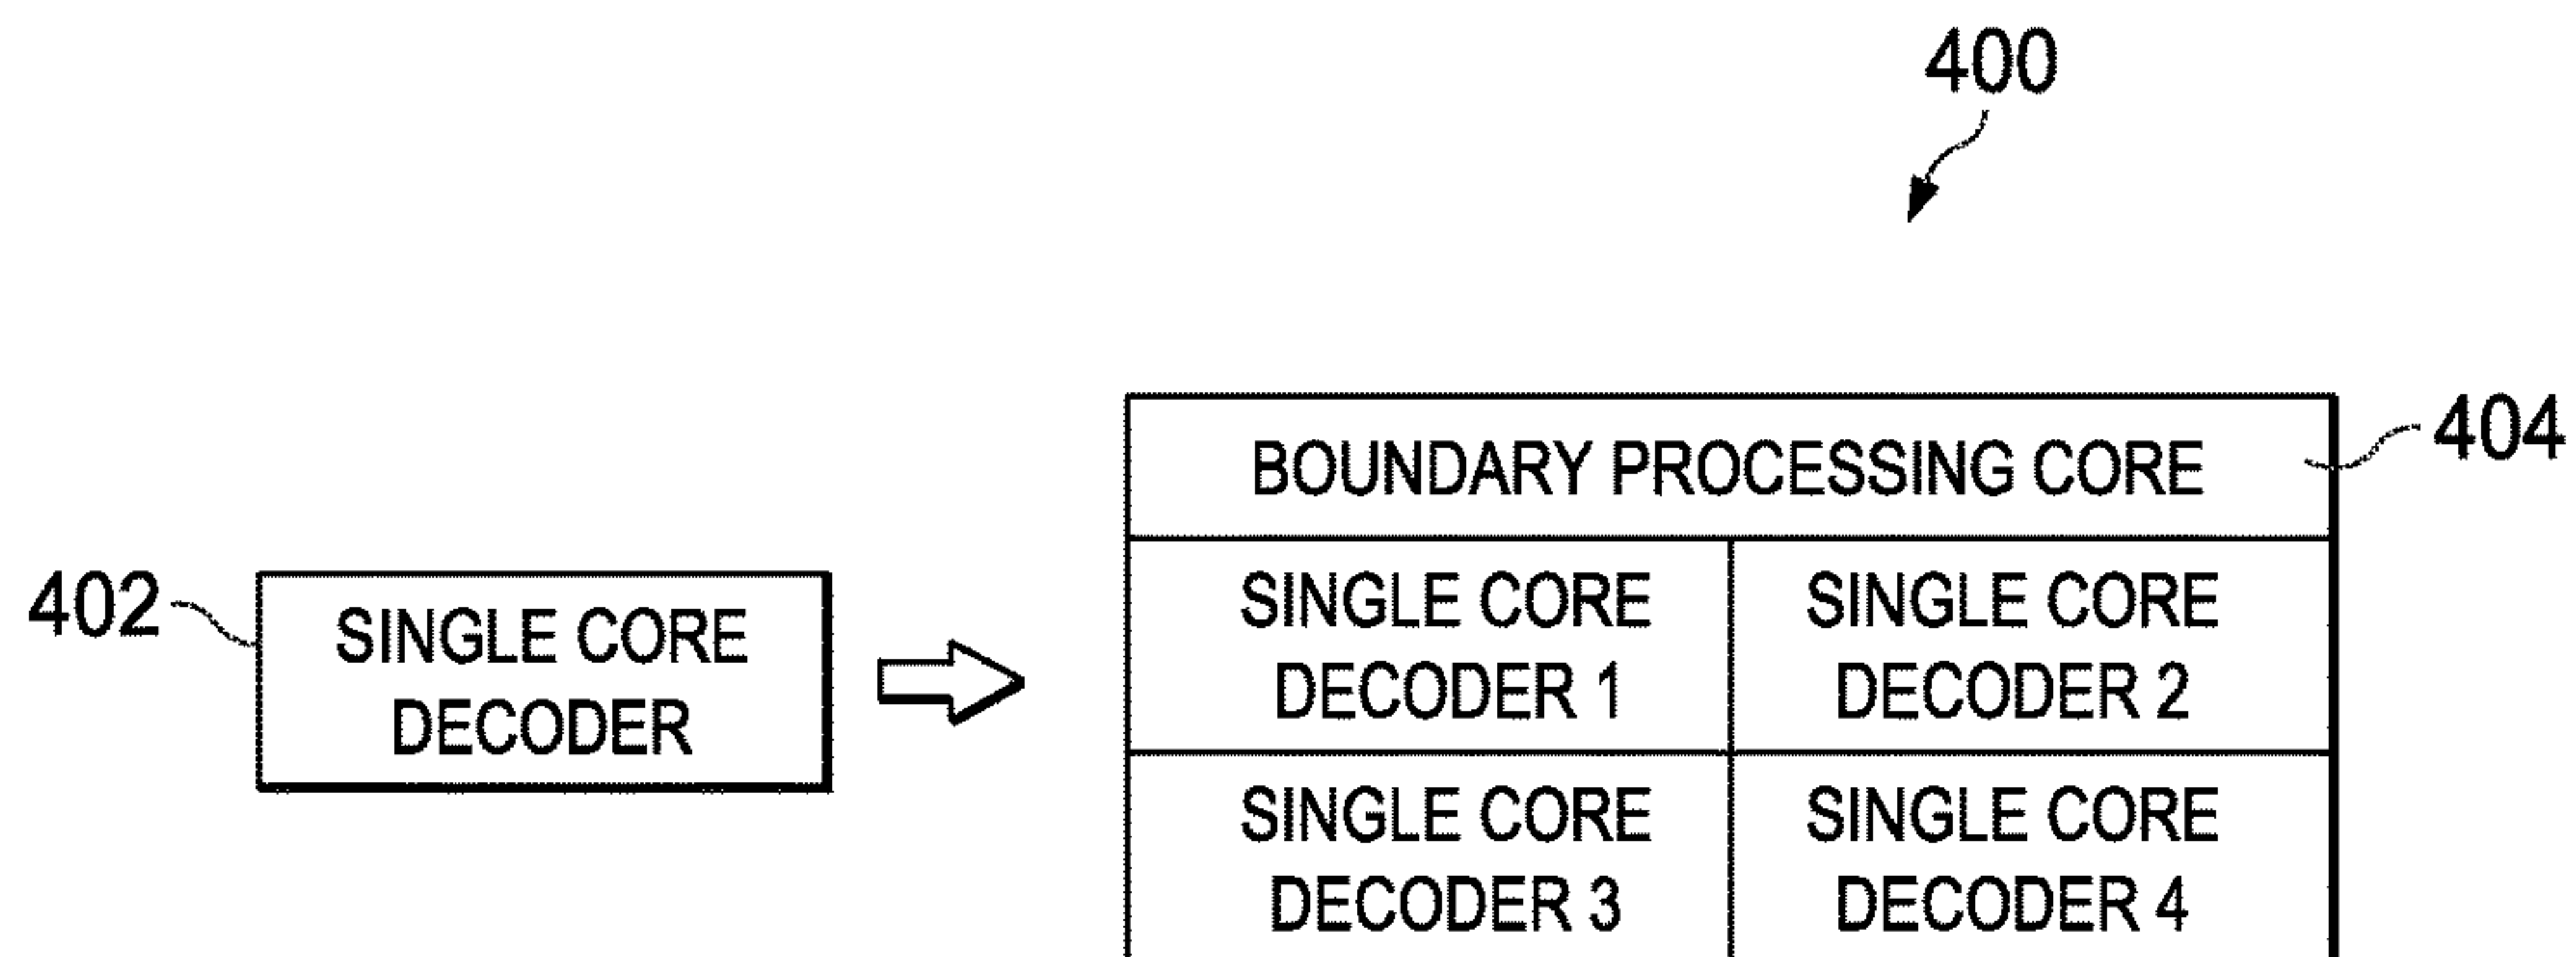 400
BOUNDARY PROCESSING CORE
404
402
SINGLE CORE
DECODER
SINGLE CORE
DECODER 1
SINGLE CORE
DECODER 2
SINGLE CORE
DECODER 3
SINGLE CORE
DECODER 4